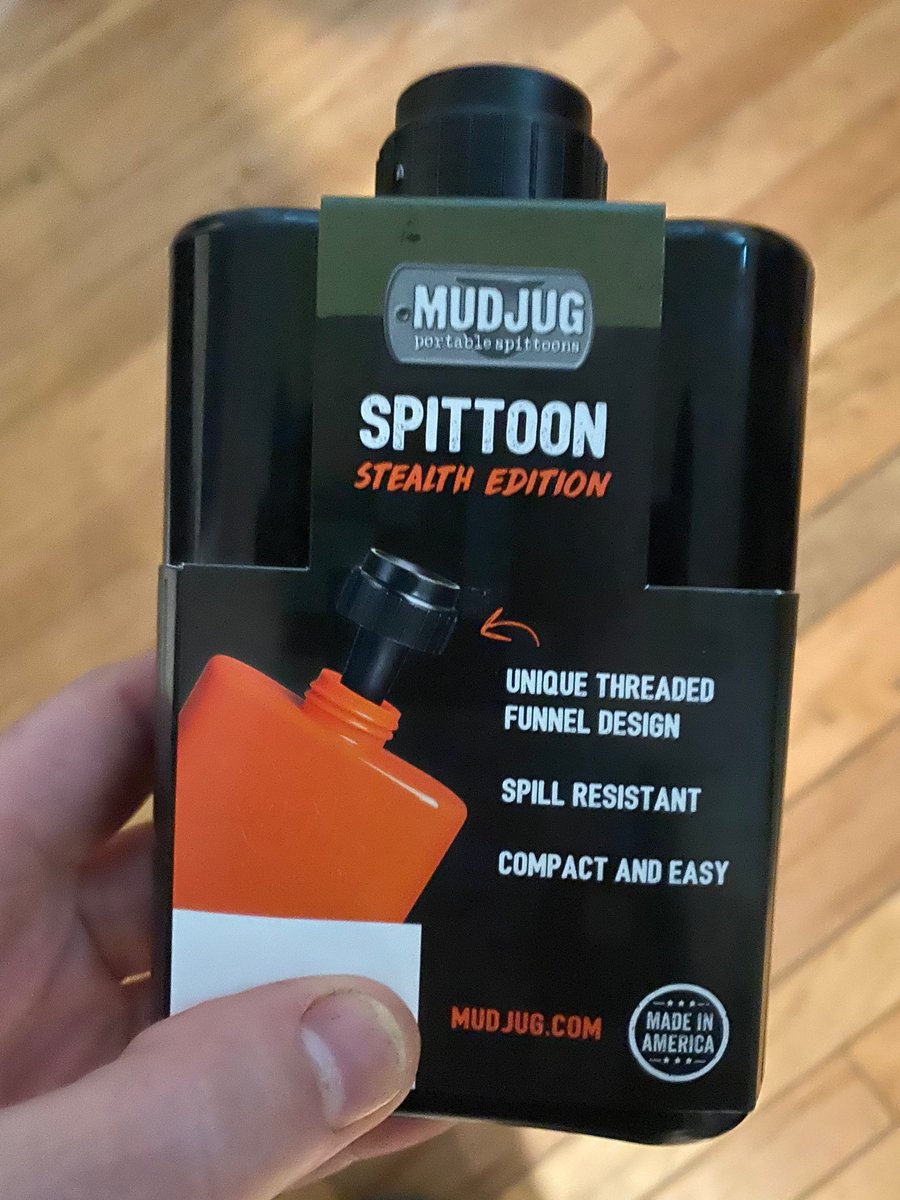 MUDJUG
portable spittoons
SPITTOON
STEALTH EDITION
UNIQUE THREADED
FUNNEL DESIGN
SPILL RESISTANT
COMPACT AND EASY
MUDJUG.COM
MADE IN
AMERICA